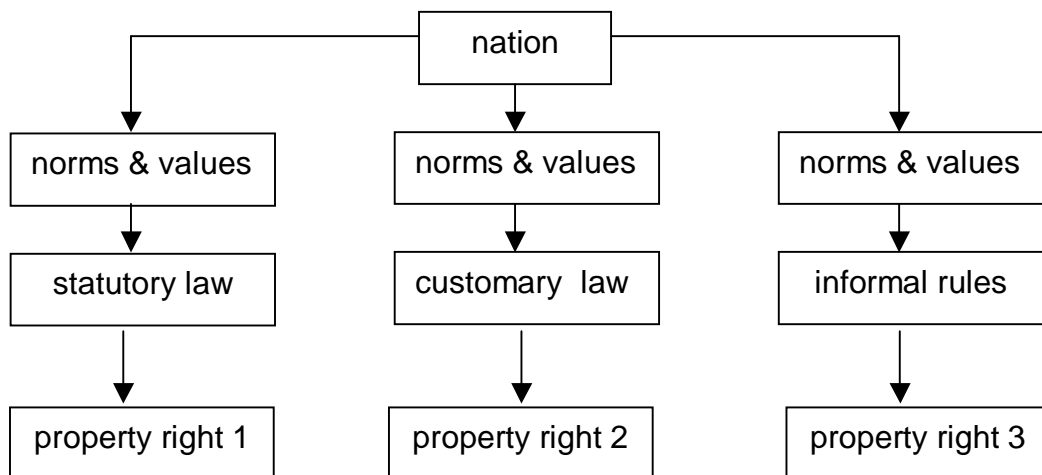 nation
norms & values
norms & values
norms & values
statutory law
customary law
informal rules
property right 1
property right 2
property right 3